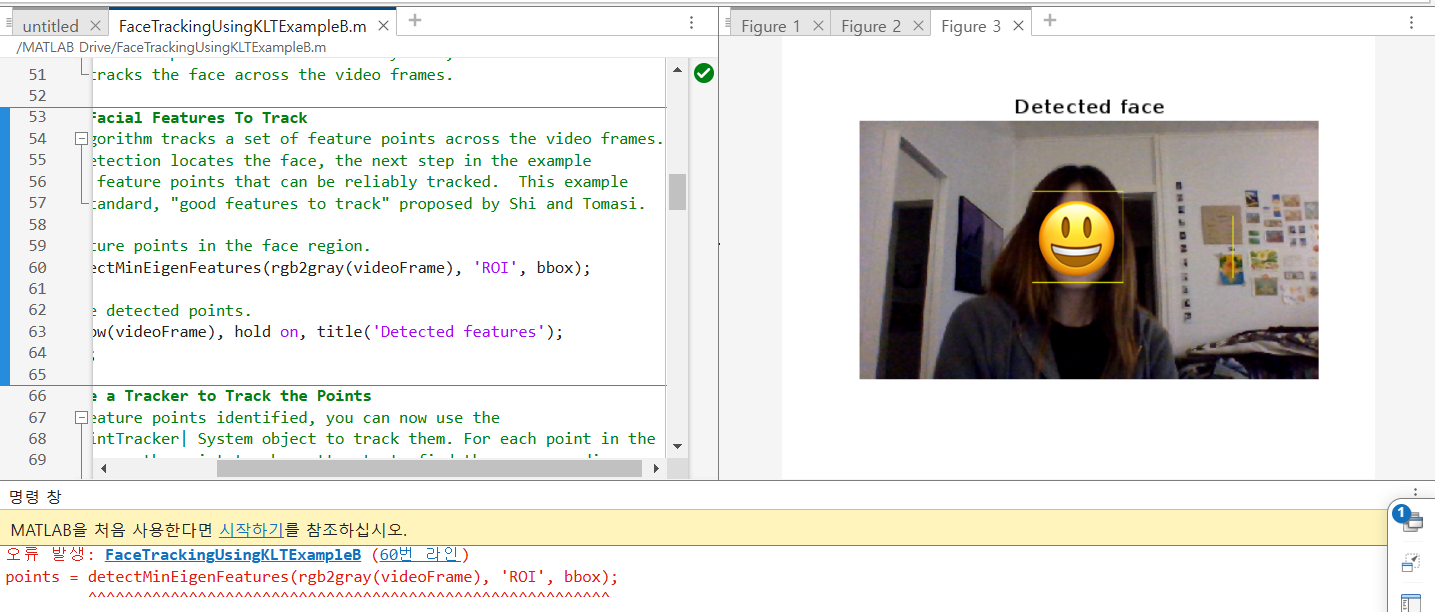 untitled
FaceTrackingUsingKLTExampleB.m
/MATLAB Drive/FaceTrackingUsingKLTExampleB.m
51 tracks the face across the video frames.
52
53 Facial Features To Track
54 gorithm tracks a set of feature points across the video frames.
55 etection locates the face, the next step in the example
56 feature points that can be reliably tracked.  This example
57 tandard, "good features to track" proposed by Shi and Tomasi.
58
59 ture points in the face region.
60 ectMinEigenFeatures(rgb2gray(videoFrame), 'ROI', bbox);
61
62 e detected points.
63 ow(videoFrame), hold on, title('Detected features');
64 ;
65
66 e a Tracker to Track the Points
67 eature points identified, you can now use the
68 intTracker| System object to track them. For each point in the
69
Figure 1
Figure 2
Figure 3
Detected face
명령 창
MATLAB을 처음 사용한다면 시작하기를 참조하십시오.
오류 발생: FaceTrackingUsingKLTExampleB (60번 라인)
points = detectMinEigenFeatures(rgb2gray(videoFrame), 'ROI', bbox);
^^^^^^^^^^^^^^^^^^^^^^^^^^^^^^^^^^^^^^^^^^^^^^^^^^^^^^^^^^
1